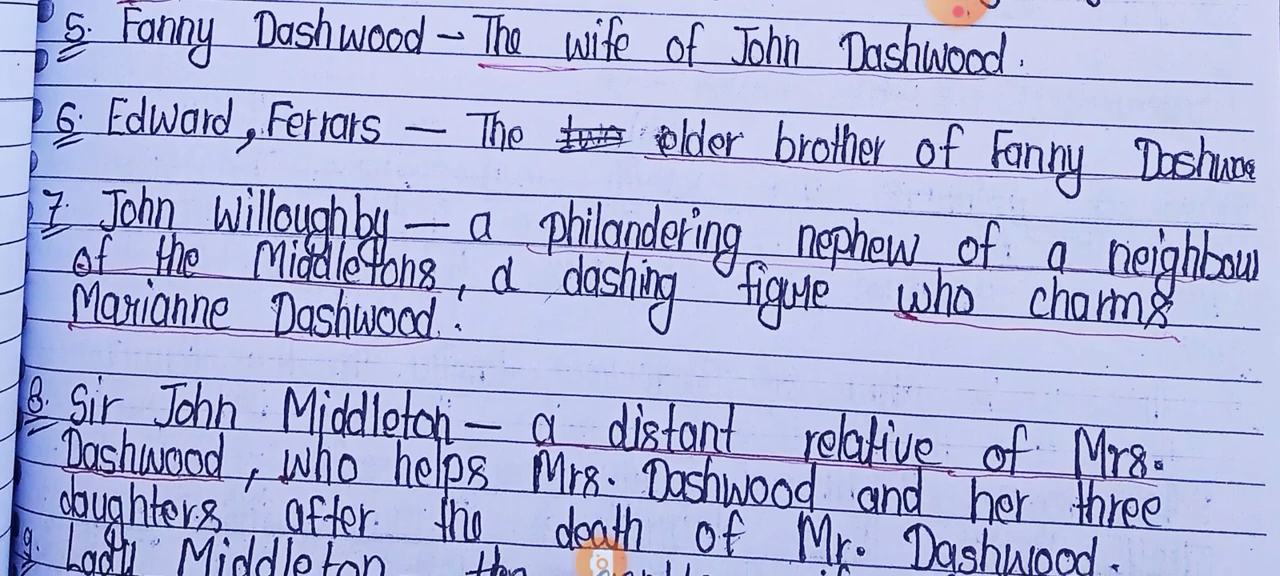 5. Fanny Dashwood - The wife of John Dashwood.
6. Edward, Ferrars - The older brother of Fanny
7. John Willoughby - a philandering nephew of a neighbour
of the Middletons, a dashing figure who charms
Marianne Dashwood.
8. Sir John Middleton - a distant relative of Mrs.
Dashwood, who helps Mrs. Dashwood and her three
daughters after the death of Mr. Dashwood.
9. Lady Middleton